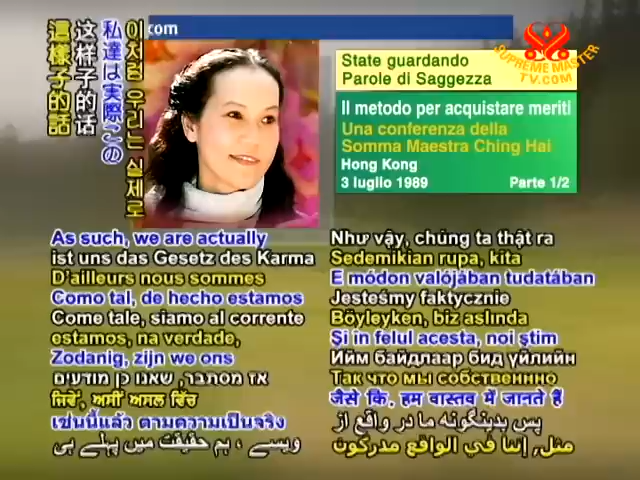 這樣子的話
这样子的话
私達は実際この
이처럼 우리는 실제로
.com
SUPREME MASTER
TV.COM
State guardando
Parole di Saggezza
Il metodo per acquistare meriti
Una conferenza della
Somma Maestra Ching Hai
Hong Kong
3 luglio 1989
Parte 1/2
As such, we are actually
ist uns das Gesetz des Karma
D'ailleurs nous sommes
Como tal, de hecho estamos
Come tale, siamo al corrente
estamos, na verdade,
Zodanig, zijn we ons
אז מסתבר, שאנו כן מודעים
ਜਿਵੇਂ, ਅਸੀਂ ਅਸਲ ਵਿੱਚ
เช่นนี้แล้ว ตามความเป็นจริง
ویسے ، ہم حقیقت میں پہلے ہی
Như vậy, chúng ta thật ra
Sedemikian rupa, kita
E módon valójában tudatában
Jesteśmy faktycznie
Böyleyken, biz aslında
Şi în felul acesta, noi ştim
Ийм байдлаар бид үйлийн
Так что мы собственнно
जैसे कि, हम वास्तव में जानते हैं
پس بدینگونه ما در واقع از
مثل, إننا في الواقع مدركون